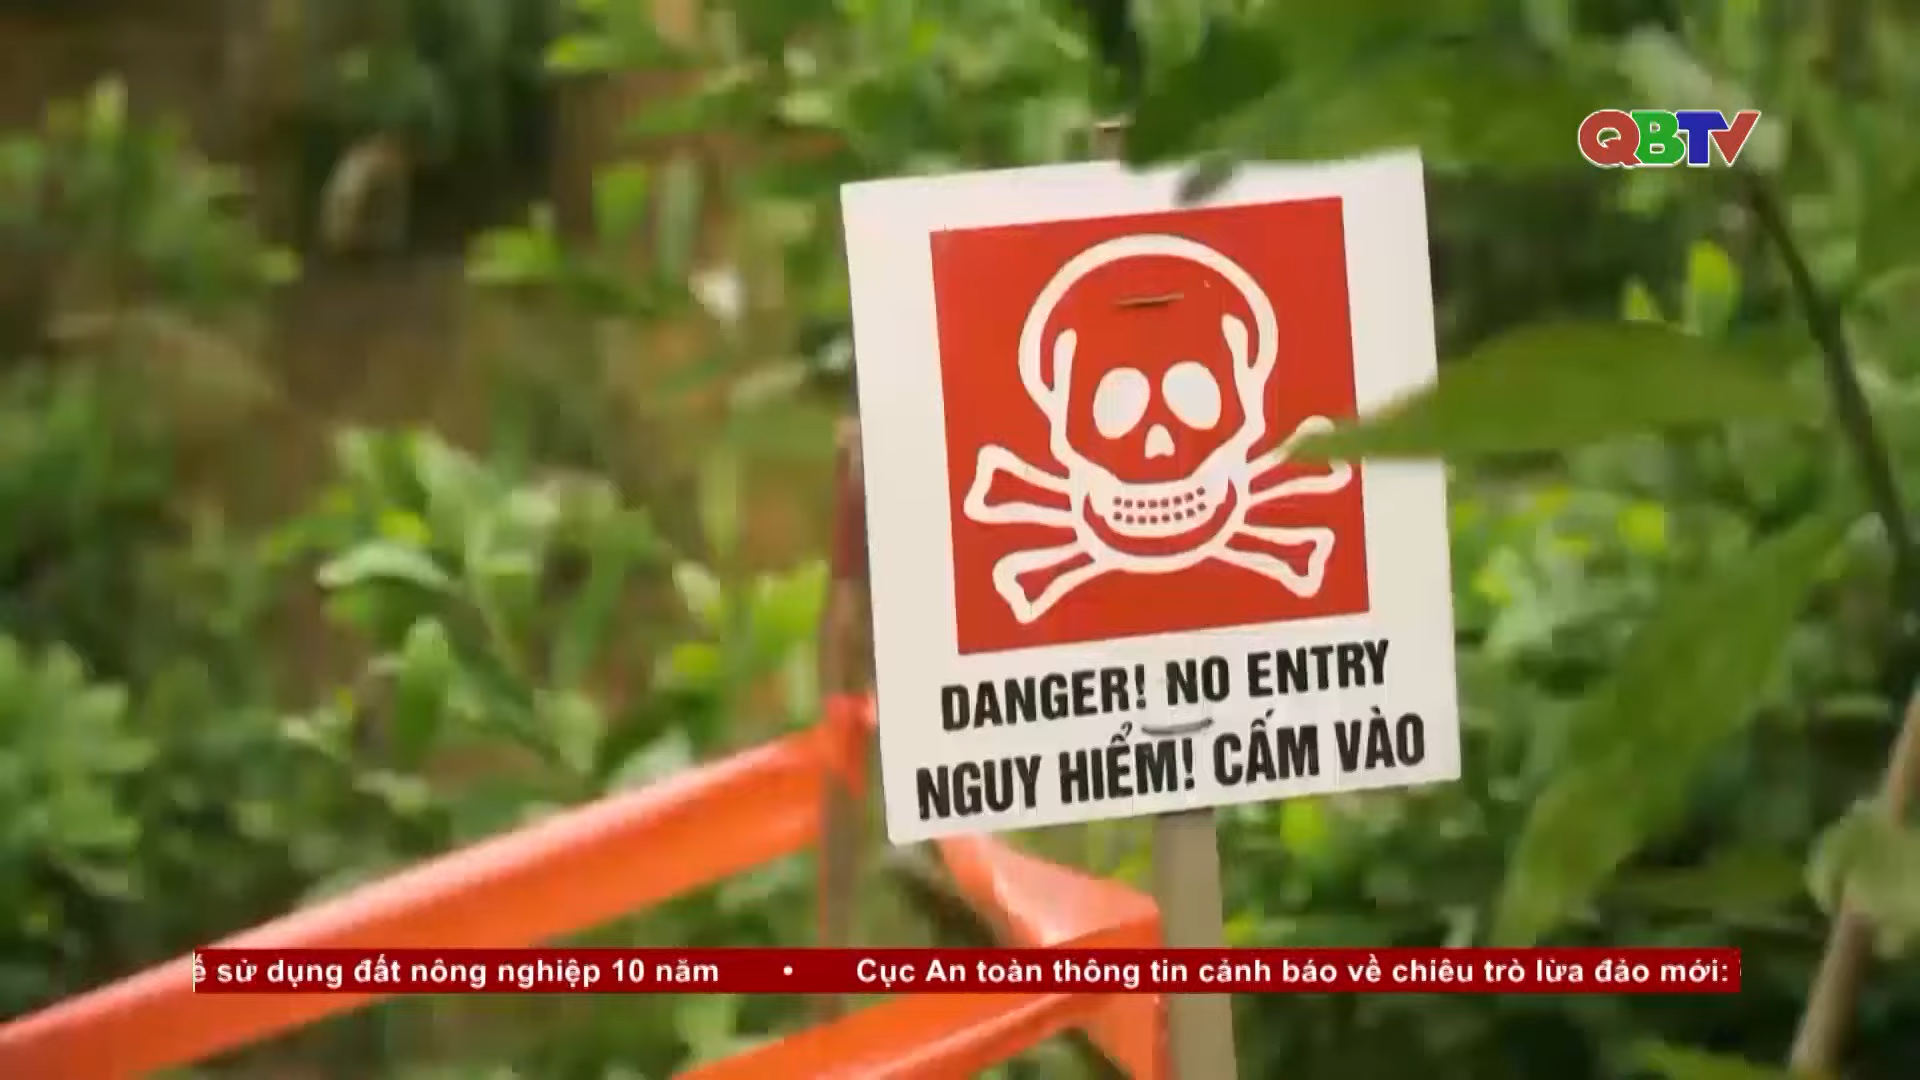 QBTV
DANGER! NO ENTRY
NGUY HIỂM! CẤM VÀO
sử dụng đất nông nghiệp 10 năm • Cục An toàn thông tin cảnh báo về chiêu trò lừa đảo mới: